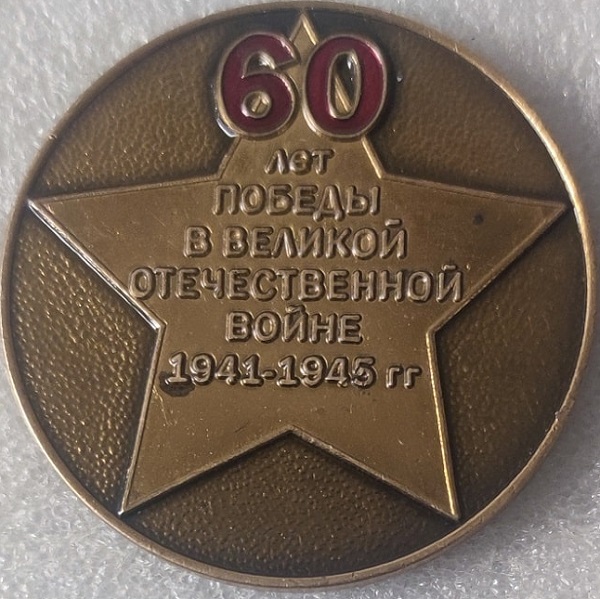 60
лет
ПОБЕДЫ
В ВЕЛИКОЙ
ОТЕЧЕСТВЕННОЙ
ВОЙНЕ
1941-1945 гг